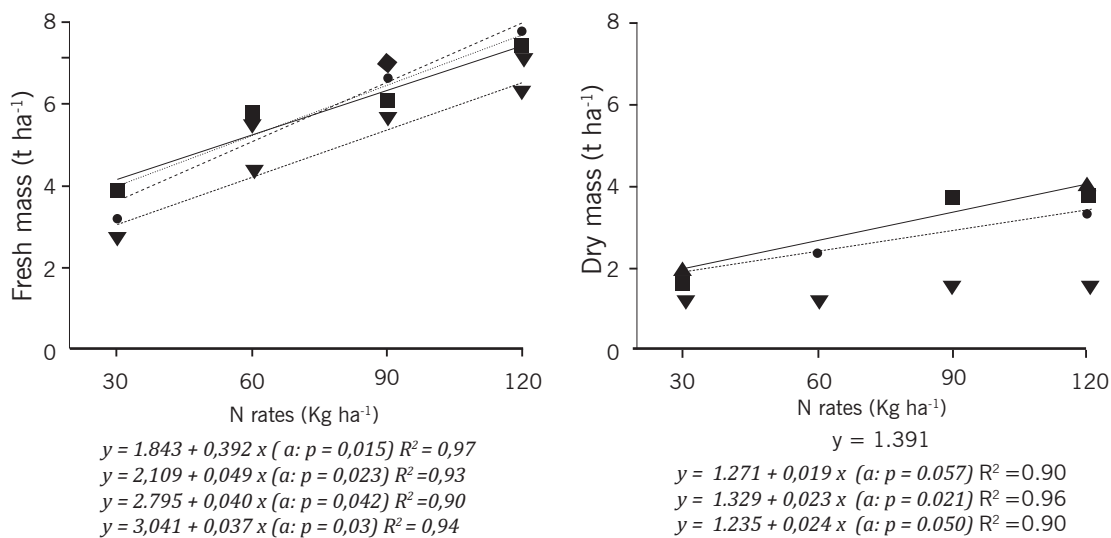 8
6
4
2
0
Fresh mass (t ha⁻¹)
30 60 90 120
N rates (Kg ha⁻¹)
y = 1.843 + 0,392 x ( a: p = 0,015) R² = 0,97
y = 2,109 + 0,049 x (a: p = 0,023) R² =0,93
y = 2.795 + 0,040 x (a: p = 0,042) R² =0,90
y = 3,041 + 0,037 x (a: p = 0,03) R² = 0,94
8
6
4
2
0
Dry mass (t ha⁻¹)
30 60 90 120
N rates (Kg ha⁻¹)
y = 1.391
y = 1.271 + 0,019 x (a: p = 0.057) R² =0.90
y = 1.329 + 0,023 x (a: p = 0.021) R² =0.96
y = 1.235 + 0,024 x (a: p = 0.050) R² =0.90